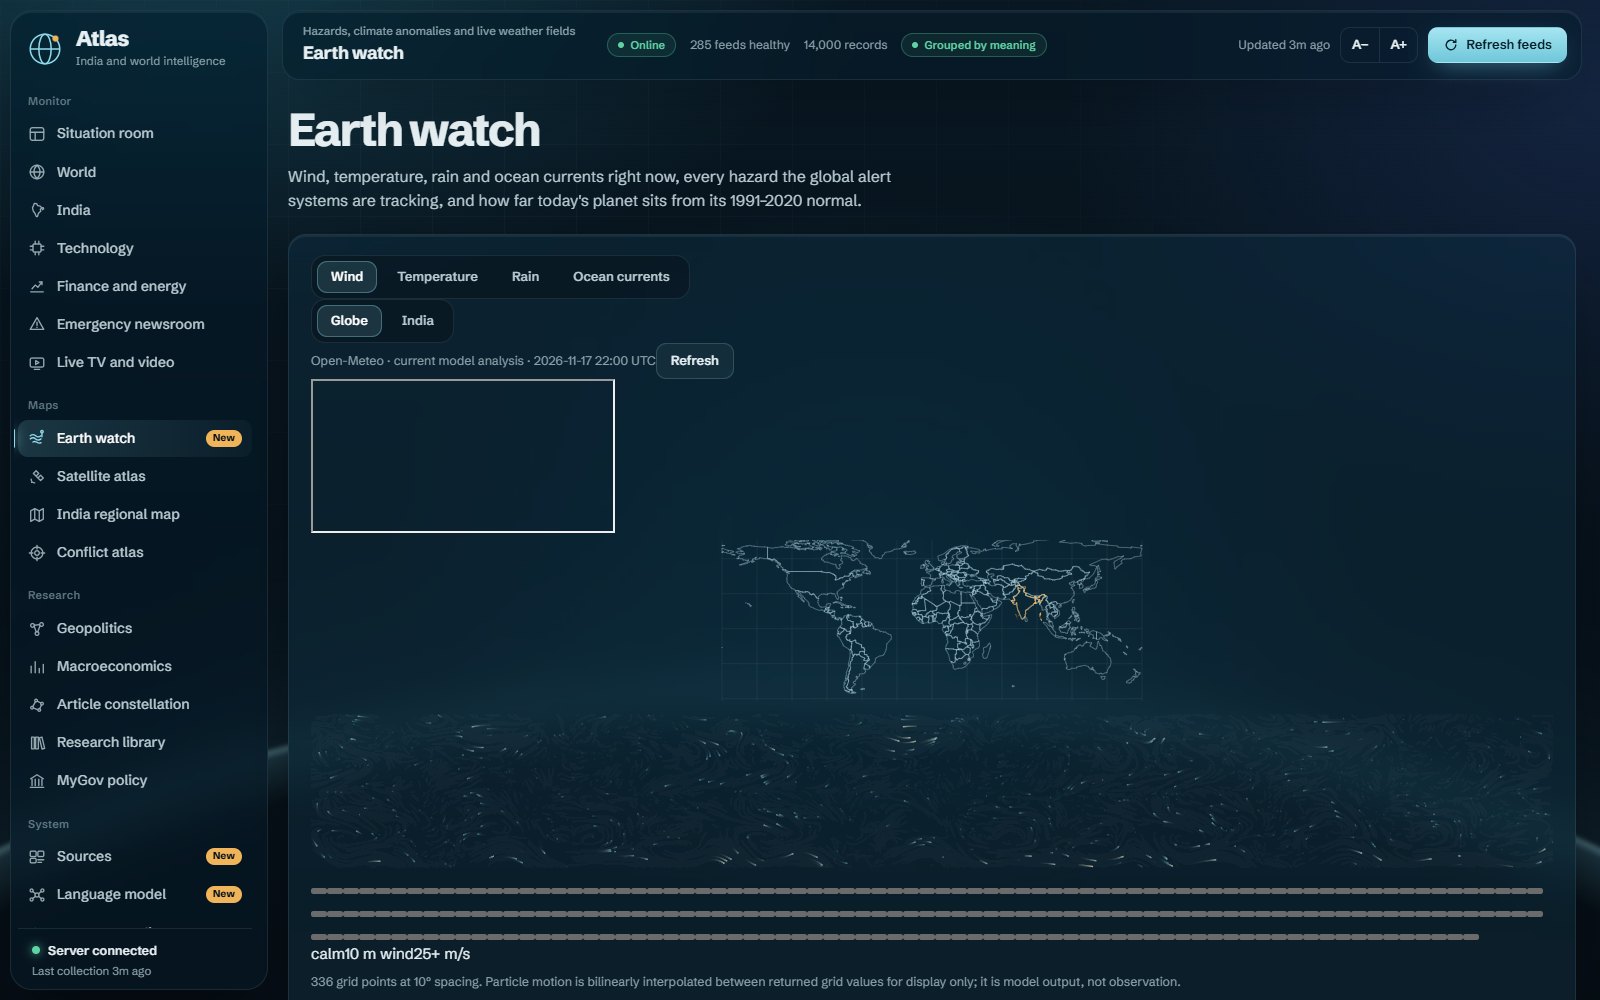 Atlas
India and world intelligence
Monitor
Situation room
World
India
Technology
Finance and energy
Emergency newsroom
Live TV and video
Maps
Earth watch New
Satellite atlas
India regional map
Conflict atlas
Research
Geopolitics
Macroeconomics
Article constellation
Research library
MyGov policy
System
Sources New
Language model New
Server connected
Last collection 3m ago
Hazards, climate anomalies and live weather fields
Earth watch
Online 285 feeds healthy 14,000 records Grouped by meaning
Updated 3m ago A− A+ Refresh feeds
Earth watch
Wind, temperature, rain and ocean currents right now, every hazard the global alert
systems are tracking, and how far today's planet sits from its 1991–2020 normal.
Wind Temperature Rain Ocean currents
Globe India
Open-Meteo · current model analysis · 2026-11-17 22:00 UTC Refresh
calm10 m wind25+ m/s
336 grid points at 10° spacing. Particle motion is bilinearly interpolated between returned grid values for display only; it is model output, not observation.